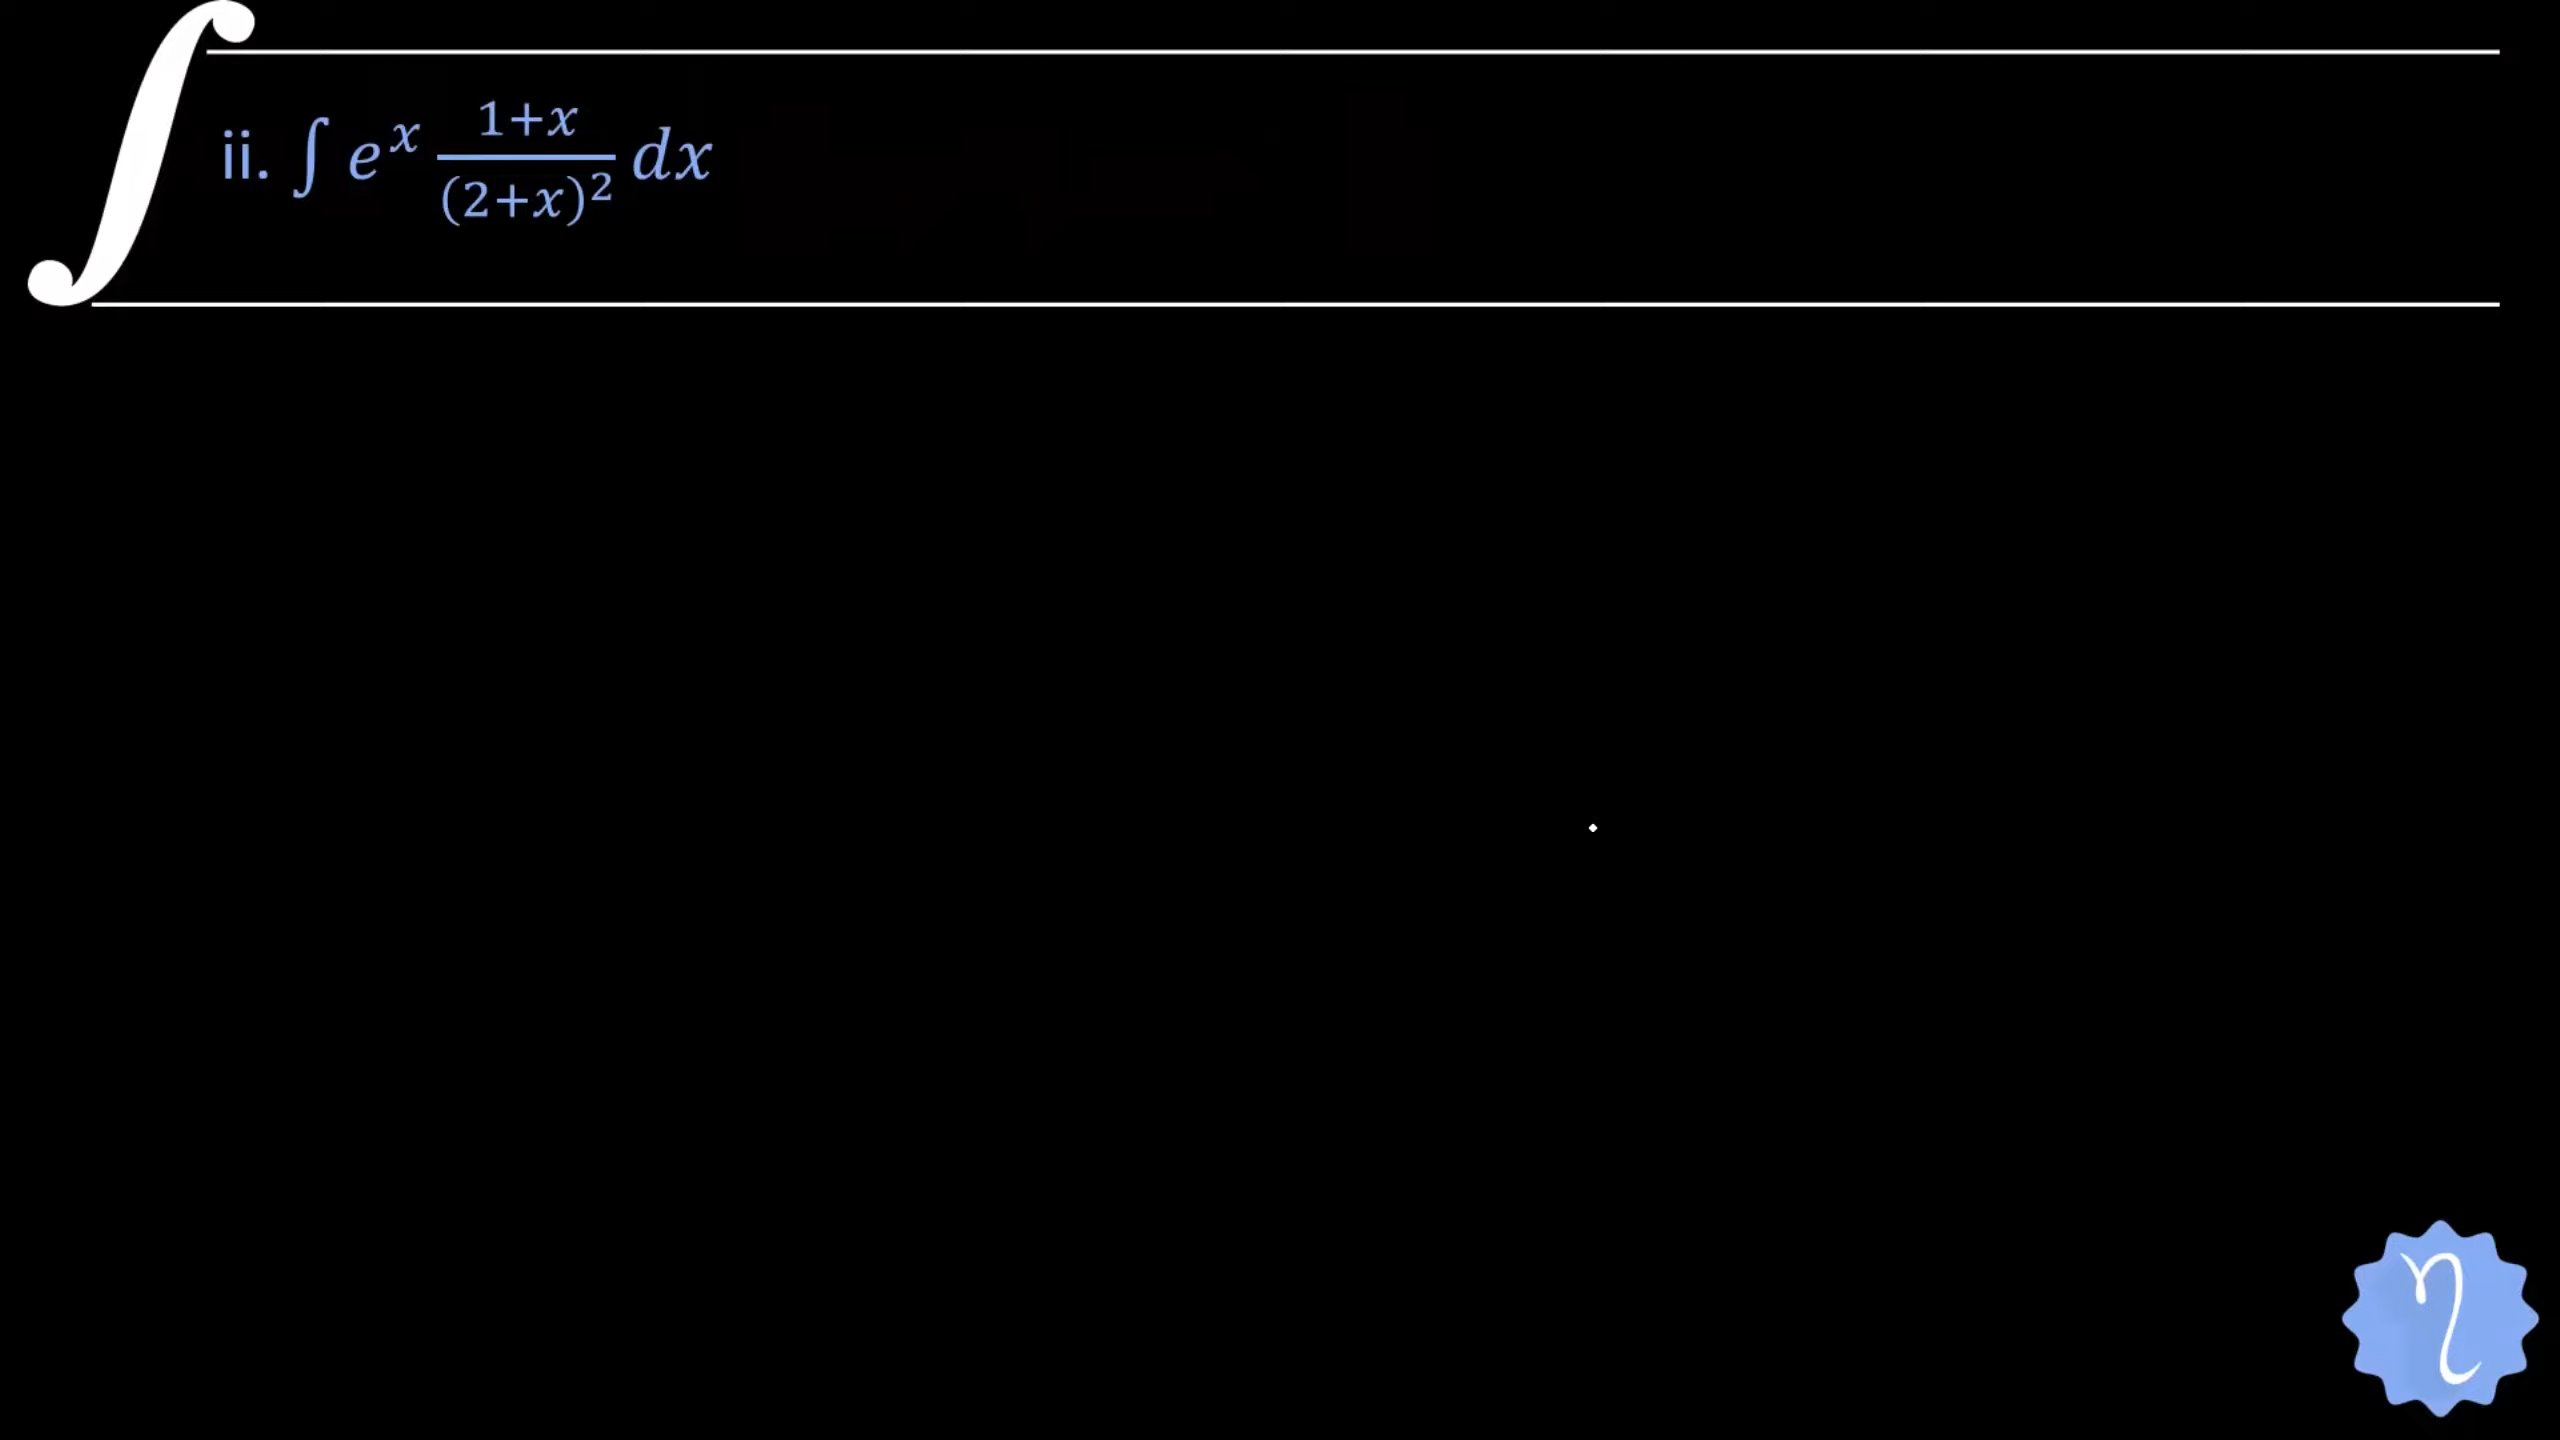 ii. ∫ e^x (1+x)/(2+x)^2 dx
η